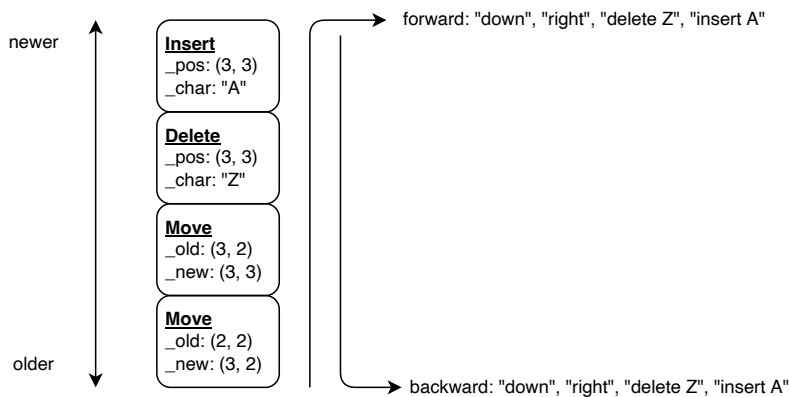 forward: "down", "right", "delete Z", "insert A"
newer
Insert
_pos: (3, 3)
_char: "A"
Delete
_pos: (3, 3)
_char: "Z"
Move
_old: (3, 2)
_new: (3, 3)
Move
_old: (2, 2)
_new: (3, 2)
older
backward: "down", "right", "delete Z", "insert A"